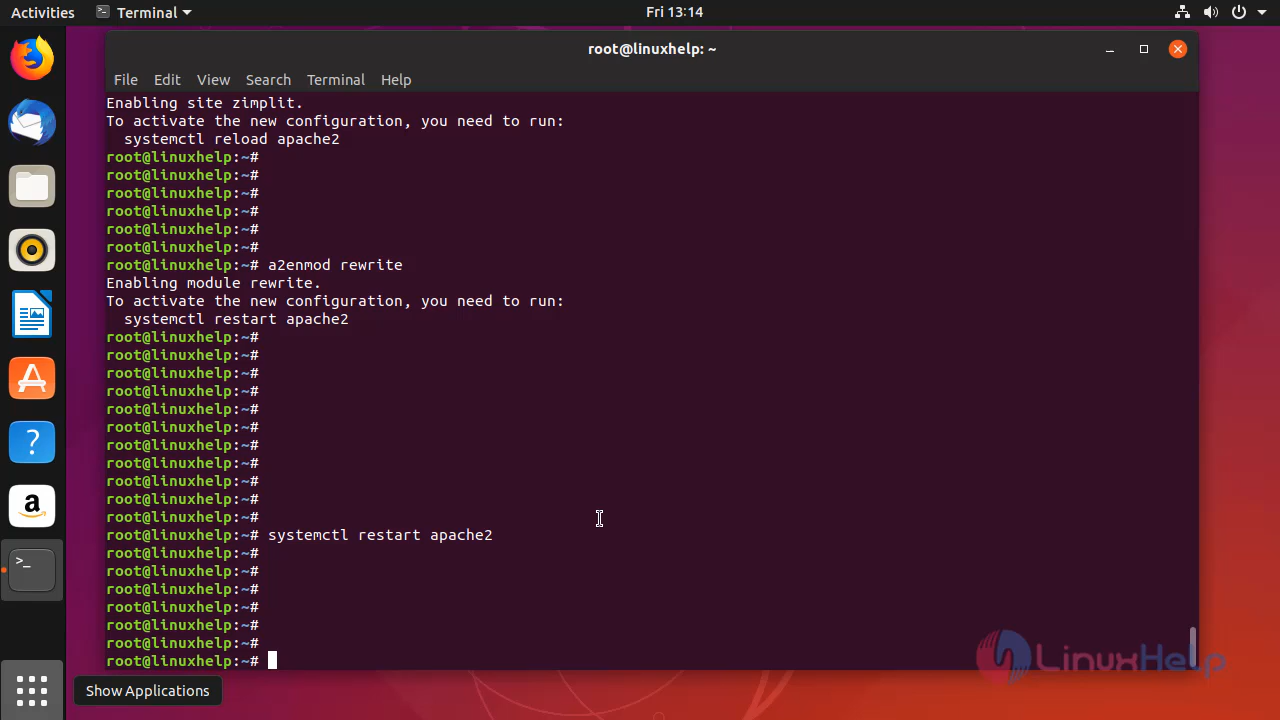 Activities Terminal Fri 13:14
root@linuxhelp: ~
File Edit View Search Terminal Help
Enabling site zimplit.
To activate the new configuration, you need to run:
  systemctl reload apache2
root@linuxhelp:~#
root@linuxhelp:~#
root@linuxhelp:~#
root@linuxhelp:~#
root@linuxhelp:~#
root@linuxhelp:~#
root@linuxhelp:~# a2enmod rewrite
Enabling module rewrite.
To activate the new configuration, you need to run:
  systemctl restart apache2
root@linuxhelp:~#
root@linuxhelp:~#
root@linuxhelp:~#
root@linuxhelp:~#
root@linuxhelp:~#
root@linuxhelp:~#
root@linuxhelp:~#
root@linuxhelp:~#
root@linuxhelp:~#
root@linuxhelp:~#
root@linuxhelp:~#
root@linuxhelp:~# systemctl restart apache2
root@linuxhelp:~#
root@linuxhelp:~#
root@linuxhelp:~#
root@linuxhelp:~#
root@linuxhelp:~#
root@linuxhelp:~#
root@linuxhelp:~#
LinuxHelp
Show Applications